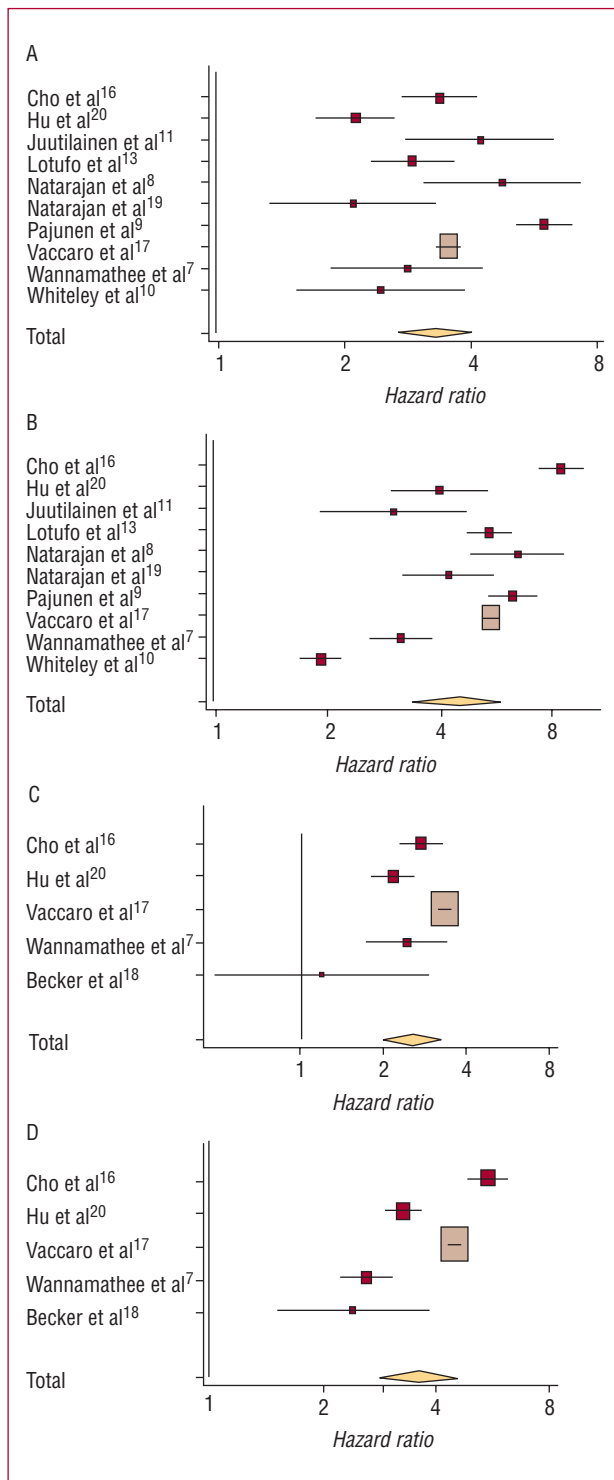 A
Cho et al16
Hu et al20
Juutilainen et al11
Lotufo et al13
Natarajan et al8
Natarajan et al19
Pajunen et al9
Vaccaro et al17
Wannamathee et al7
Whiteley et al10
Total
1 2 4 8
Hazard ratio
B
Cho et al16
Hu et al20
Juutilainen et al11
Lotufo et al13
Natarajan et al8
Natarajan et al19
Pajunen et al9
Vaccaro et al17
Wannamathee et al7
Whiteley et al10
Total
1 2 4 8
Hazard ratio
C
Cho et al16
Hu et al20
Vaccaro et al17
Wannamathee et al7
Becker et al18
Total
1 2 4 8
Hazard ratio
D
Cho et al16
Hu et al20
Vaccaro et al17
Wannamathee et al7
Becker et al18
Total
1 2 4 8
Hazard ratio